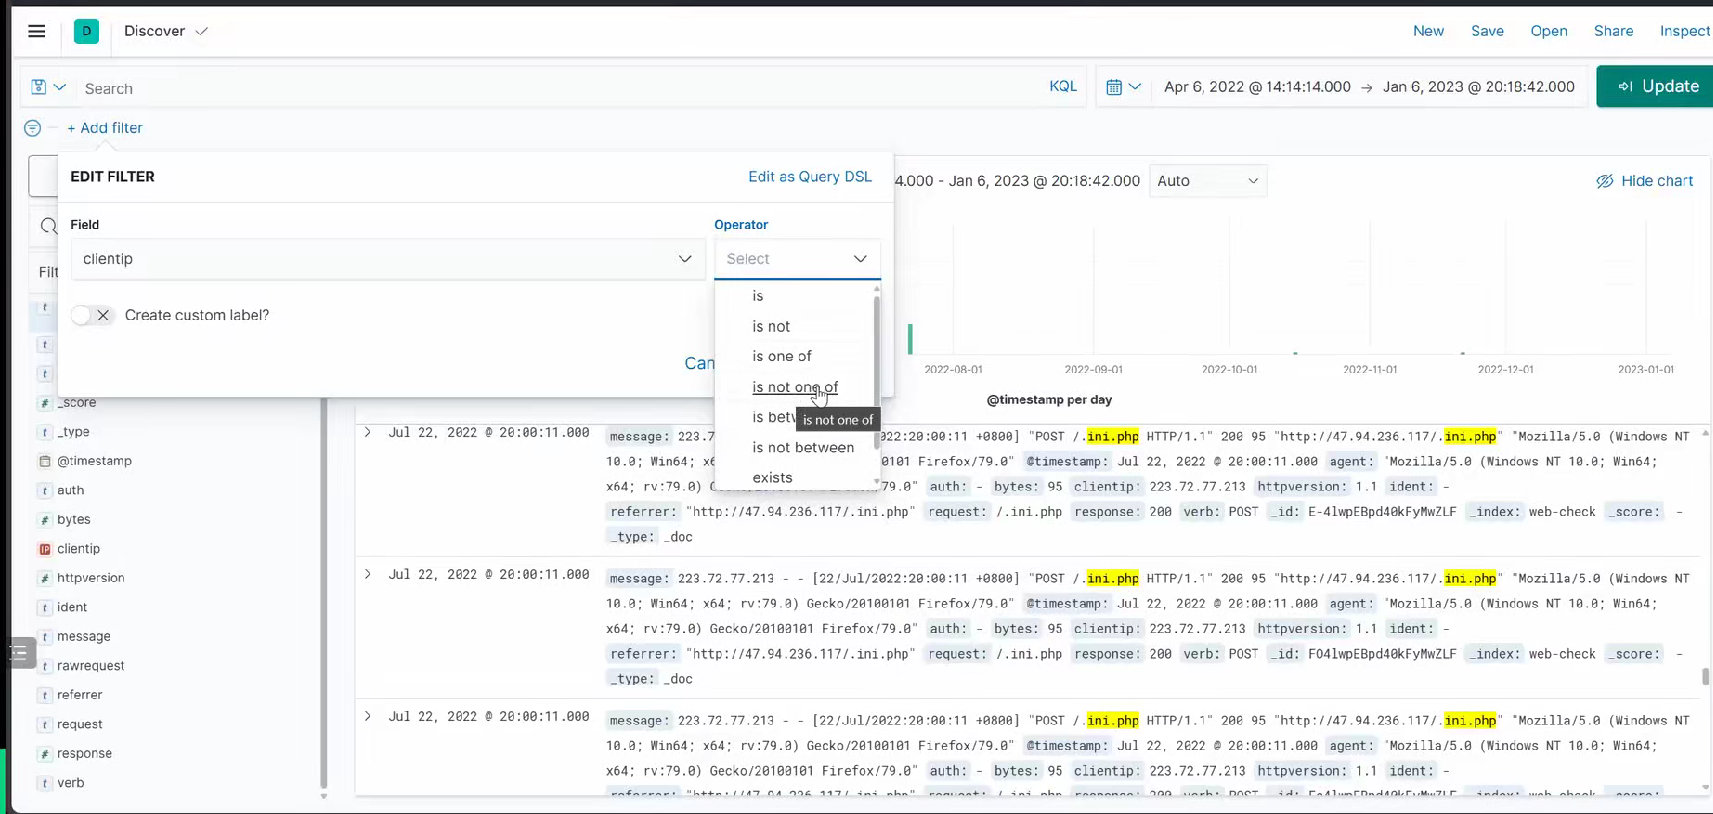 D Discover New Save Open Share Inspect
Search KQL Apr 6, 2022 @ 14:14:14.000 → Jan 6, 2023 @ 20:18:42.000 Update
+ Add filter
EDIT FILTER Edit as Query DSL
4.000 - Jan 6, 2023 @ 20:18:42.000 Auto Hide chart
Field Operator
clientip Select
Filt
is
Create custom label?
is not
is one of
is not one of
is not one of
is not between
exists
Can
2022-08-01 2022-09-01 2022-10-01 2022-11-01 2022-12-01 2023-01-01
@timestamp per day
t
t
t
# _score
t _type
@timestamp
t auth
# bytes
IP clientip
# httpversion
t ident
t message
t rawrequest
t referrer
t request
# response
t verb
Jul 22, 2022 @ 20:00:11.000 message: 223. 22:20:00:11 +0800] "POST /.ini.php HTTP/1.1" 200 95 "http://47.94.236.117/.ini.php" "Mozilla/5.0 (Windows NT
10.0; Win64; x6 Firefox/79.0" @timestamp: Jul 22, 2022 @ 20:00:11.000 agent: "Mozilla/5.0 (Windows NT 10.0; Win64;
x64; rv:79.0) G .0" auth: - bytes: 95 clientip: 223.72.77.213 httpversion: 1.1 ident: -
referrer: "http://47.94.236.117/.ini.php" request: /.ini.php response: 200 verb: POST _id: E-4lwpEBpd40kFyMwZLF _index: web-check _score: -
_type: _doc
Jul 22, 2022 @ 20:00:11.000 message: 223.72.77.213 - - [22/Jul/2022:20:00:11 +0800] "POST /.ini.php HTTP/1.1" 200 95 "http://47.94.236.117/.ini.php" "Mozilla/5.0 (Windows NT
10.0; Win64; x64; rv:79.0) Gecko/20100101 Firefox/79.0" @timestamp: Jul 22, 2022 @ 20:00:11.000 agent: "Mozilla/5.0 (Windows NT 10.0; Win64;
x64; rv:79.0) Gecko/20100101 Firefox/79.0" auth: - bytes: 95 clientip: 223.72.77.213 httpversion: 1.1 ident: -
referrer: "http://47.94.236.117/.ini.php" request: /.ini.php response: 200 verb: POST _id: FO4lwpEBpd40kFyMwZLF _index: web-check _score: -
_type: _doc
Jul 22, 2022 @ 20:00:11.000 message: 223.72.77.213 - - [22/Jul/2022:20:00:11 +0800] "POST /.ini.php HTTP/1.1" 200 95 "http://47.94.236.117/.ini.php" "Mozilla/5.0 (Windows NT
10.0; Win64; x64; rv:79.0) Gecko/20100101 Firefox/79.0" @timestamp: Jul 22, 2022 @ 20:00:11.000 agent: "Mozilla/5.0 (Windows NT 10.0; Win64;
x64; rv:79.0) Gecko/20100101 Firefox/79.0" auth: - bytes: 95 clientip: 223.72.77.213 httpversion: 1.1 ident: -